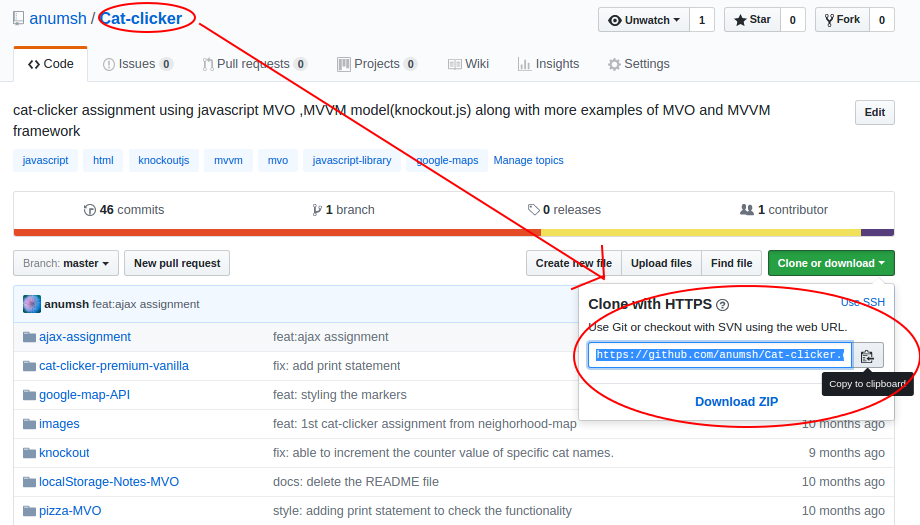 anumsh / Cat-clicker
Unwatch 1 Star 0 Fork 0
Code Issues 0 Pull requests 0 Projects 0 Wiki Insights Settings
cat-clicker assignment using javascript MVO ,MVVM model(knockout.js) along with more examples of MVO and MVVM
framework
Edit
javascript html knockoutjs mvvm mvo javascript-library google-maps Manage topics
46 commits 1 branch 0 releases 1 contributor
Branch: master New pull request Create new file Upload files Find file Clone or download
anumsh feat:ajax assignment
Clone with HTTPS ? Use SSH
Use Git or checkout with SVN using the web URL.
https://github.com/anumsh/Cat-clicker.
Copy to clipboard
Download ZIP
ajax-assignment feat:ajax assignment
cat-clicker-premium-vanilla fix: add print statement
google-map-API feat: styling the markers
images feat: 1st cat-clicker assignment from neighorhood-map 10 months ago
knockout fix: able to increment the counter value of specific cat names. 9 months ago
localStorage-Notes-MVO docs: delete the README file 10 months ago
pizza-MVO style: adding print statement to check the functionality 10 months ago